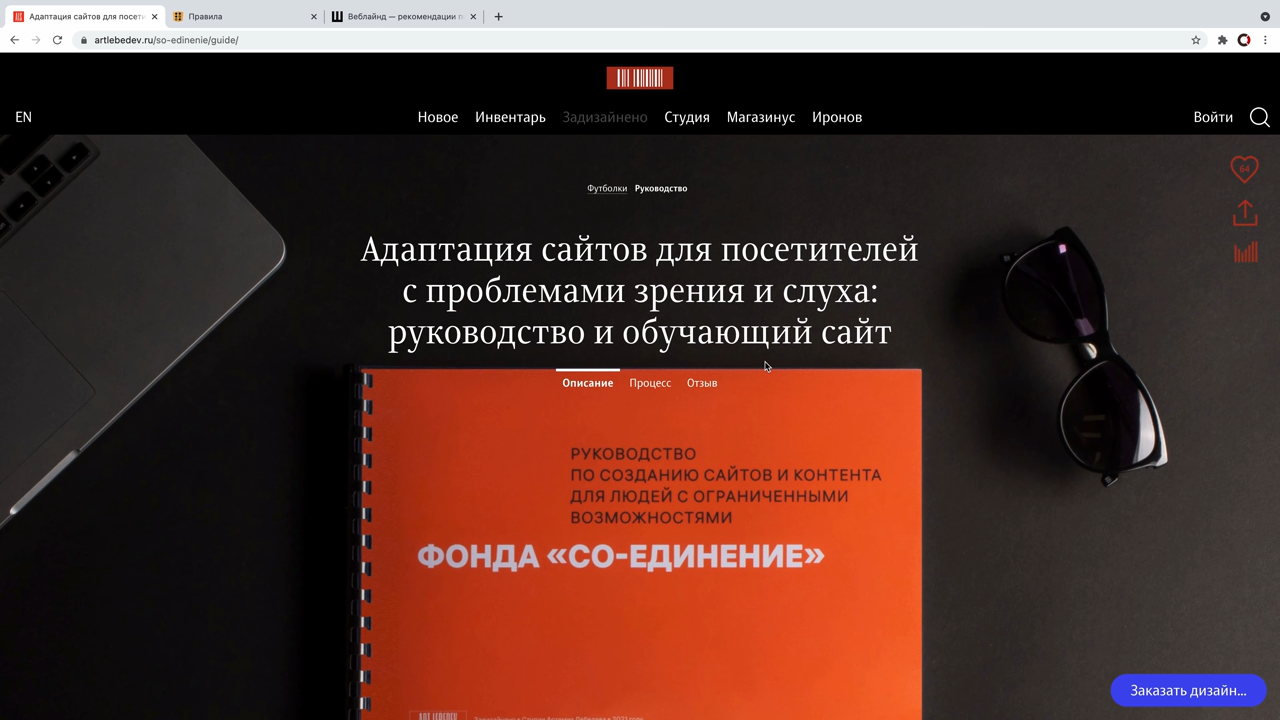 Адаптация сайтов для посети
Правила
Веблайнд — рекомендации п
artlebedev.ru/so-edinenie/guide/
EN
Новое Инвентарь Задизайнено Студия Магазинус Иронов
Войти
64
Футболки Руководство
Адаптация сайтов для посетителей
с проблемами зрения и слуха:
руководство и обучающий сайт
Описание Процесс Отзыв
РУКОВОДСТВО
ПО СОЗДАНИЮ САЙТОВ И КОНТЕНТА
ДЛЯ ЛЮДЕЙ С ОГРАНИЧЕННЫМИ
ВОЗМОЖНОСТЯМИ
ФОНДА «СО-ЕДИНЕНИЕ»
Заказать дизайн...